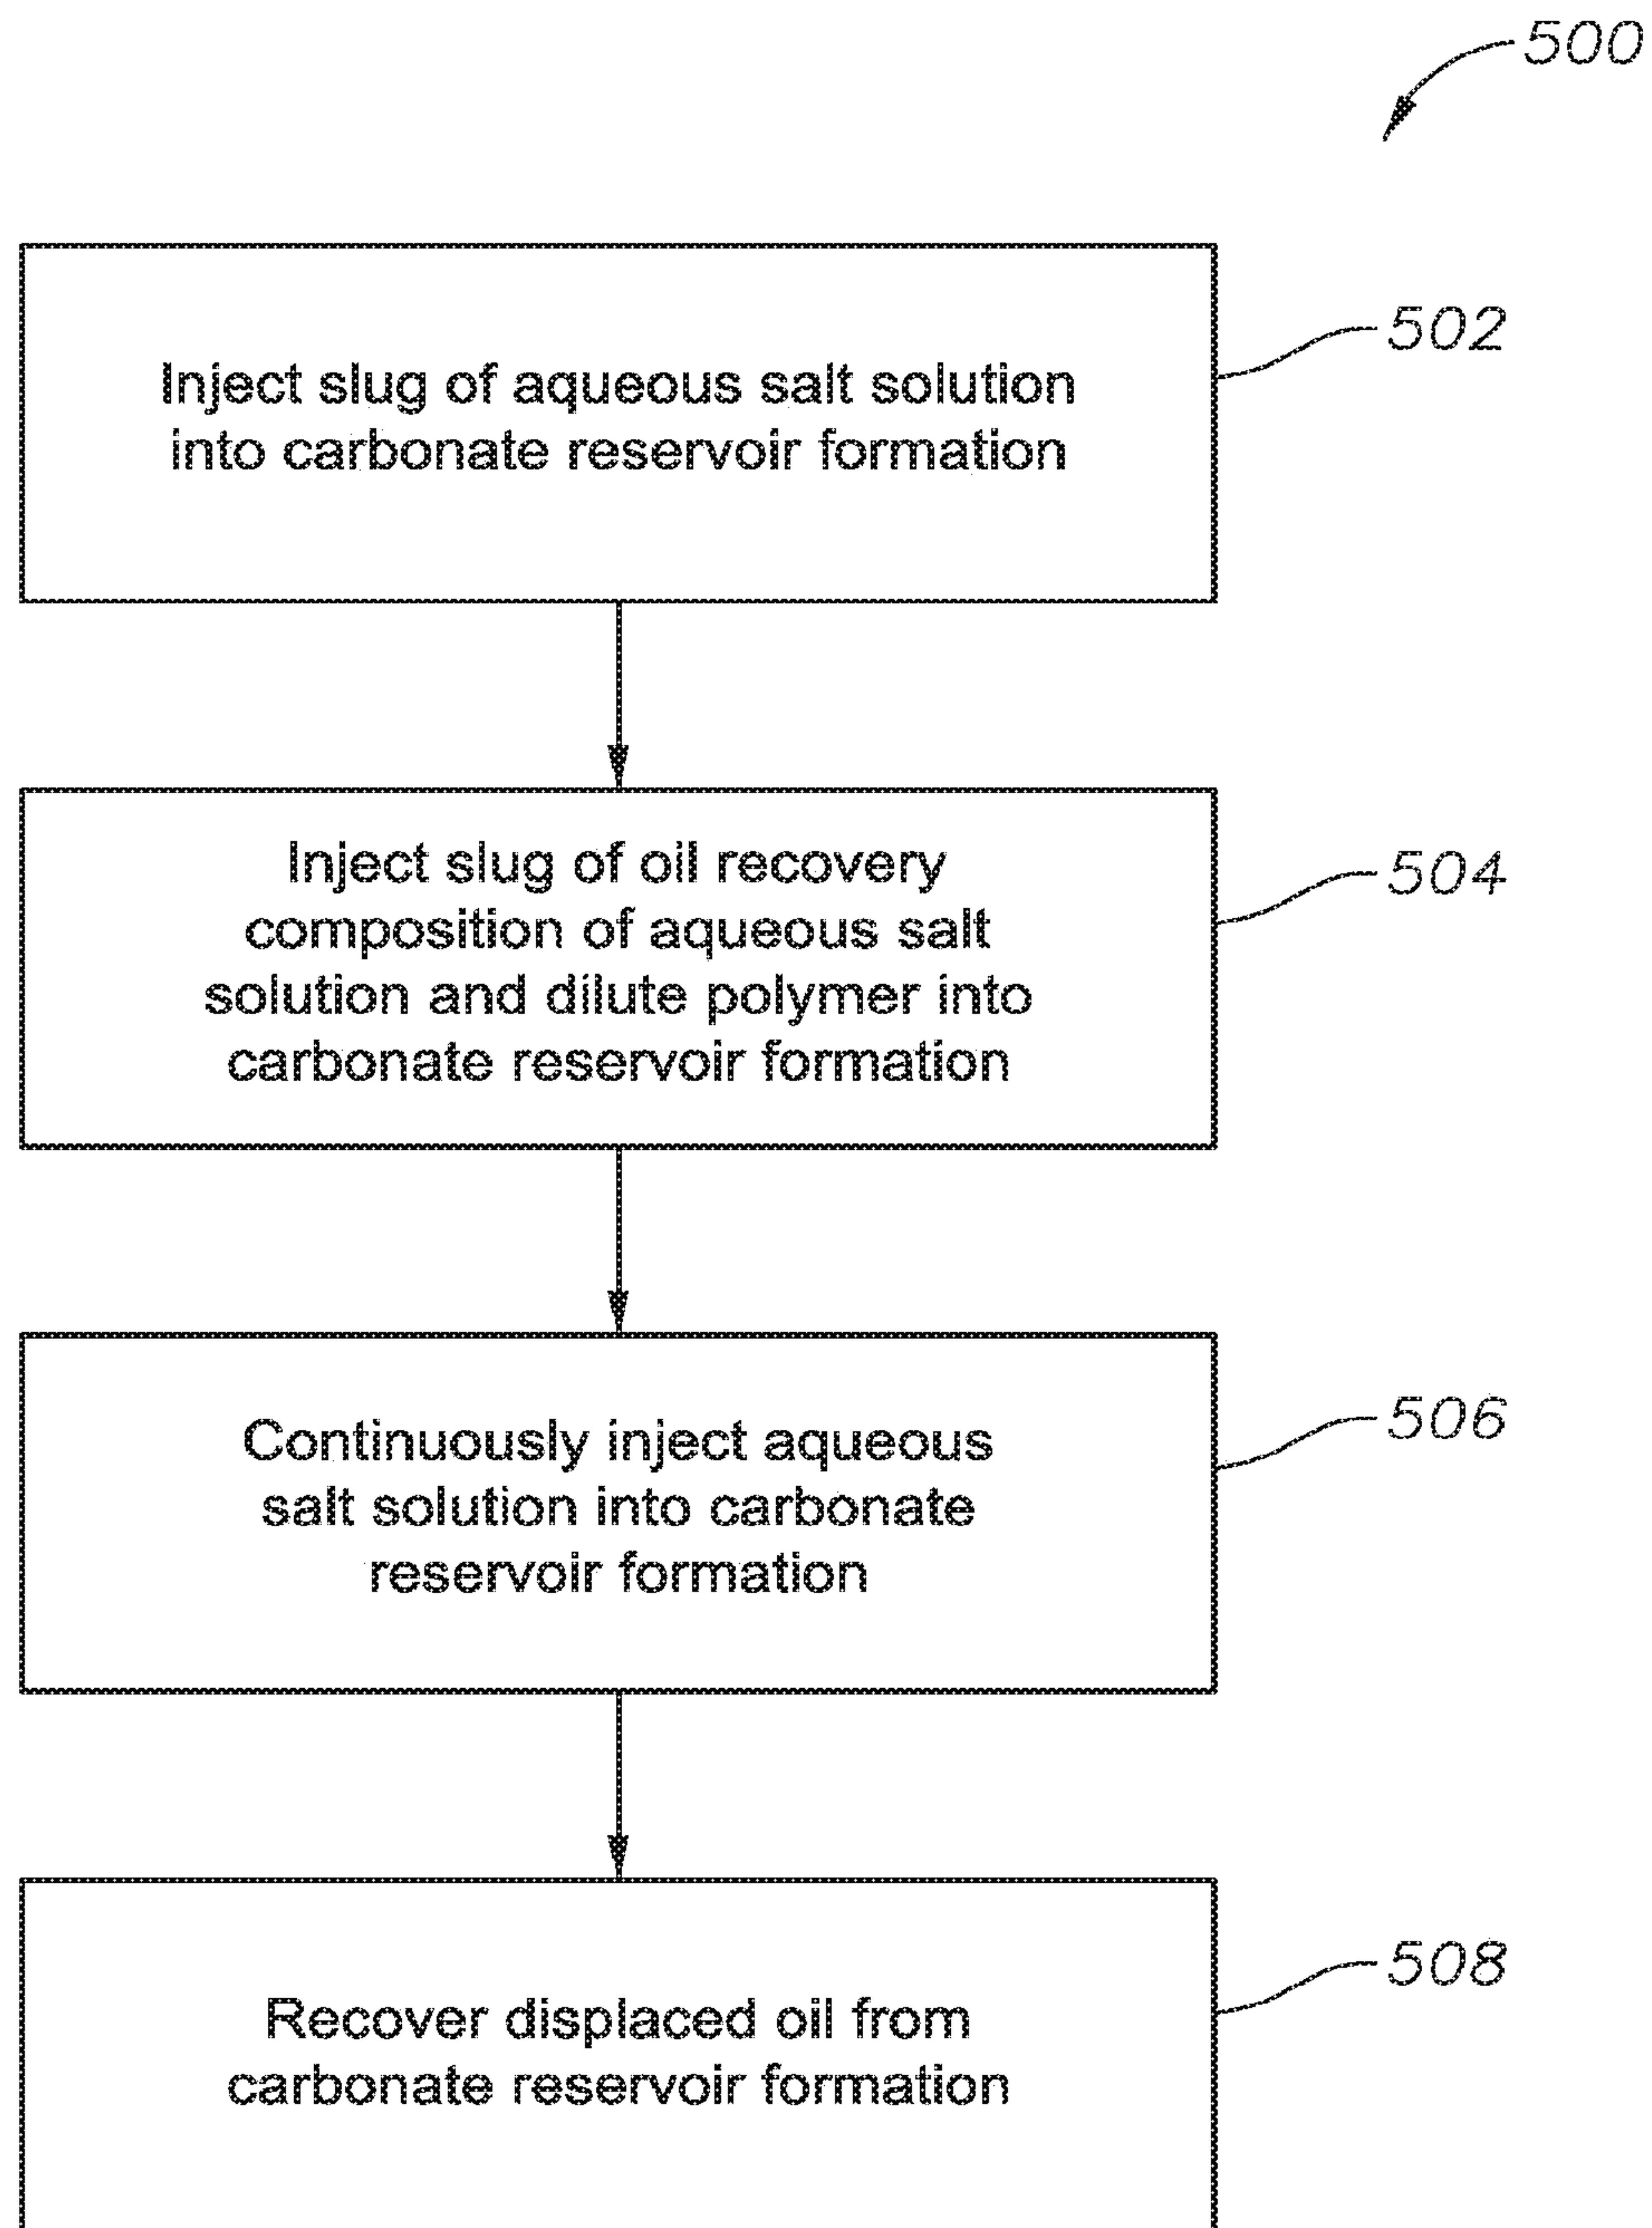 500
Inject slug of aqueous salt solution
into carbonate reservoir formation
502
Inject slug of oil recovery
composition of aqueous salt
solution and dilute polymer into
carbonate reservoir formation
504
Continuously inject aqueous
salt solution into carbonate
reservoir formation
506
Recover displaced oil from
carbonate reservoir formation
508